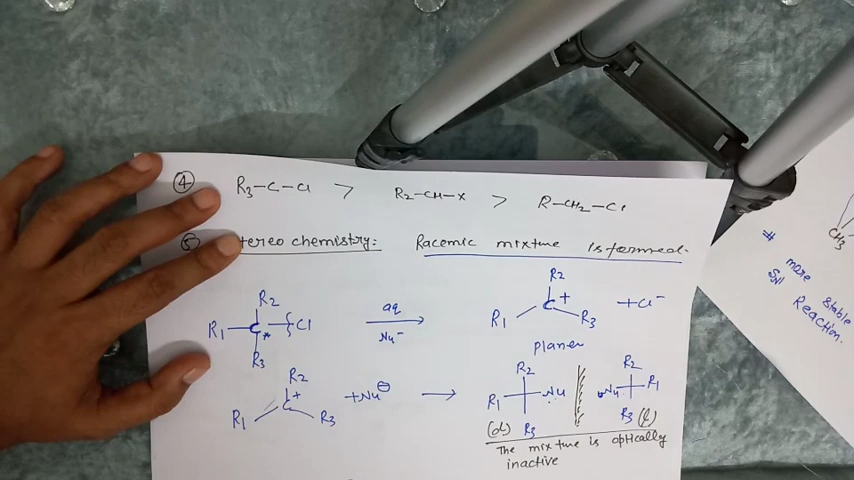 ④ R3-C-Cl > R2-CH-X > R-CH2-Cl
⑤ tereo chemistry: Racemic mixture is formed.
R2
R1-C*-Cl
R3
aq
Nu-
R2
C+
R1 R3
+Cl-
planer
R2
C+
R1 R3
+Nu⊖ →
R2
R1 Nu
(d) R3
R2
Nu R1
R3 (l)
The mixture is optically
inactive
CH3
# more stable
SN1 Reaction.